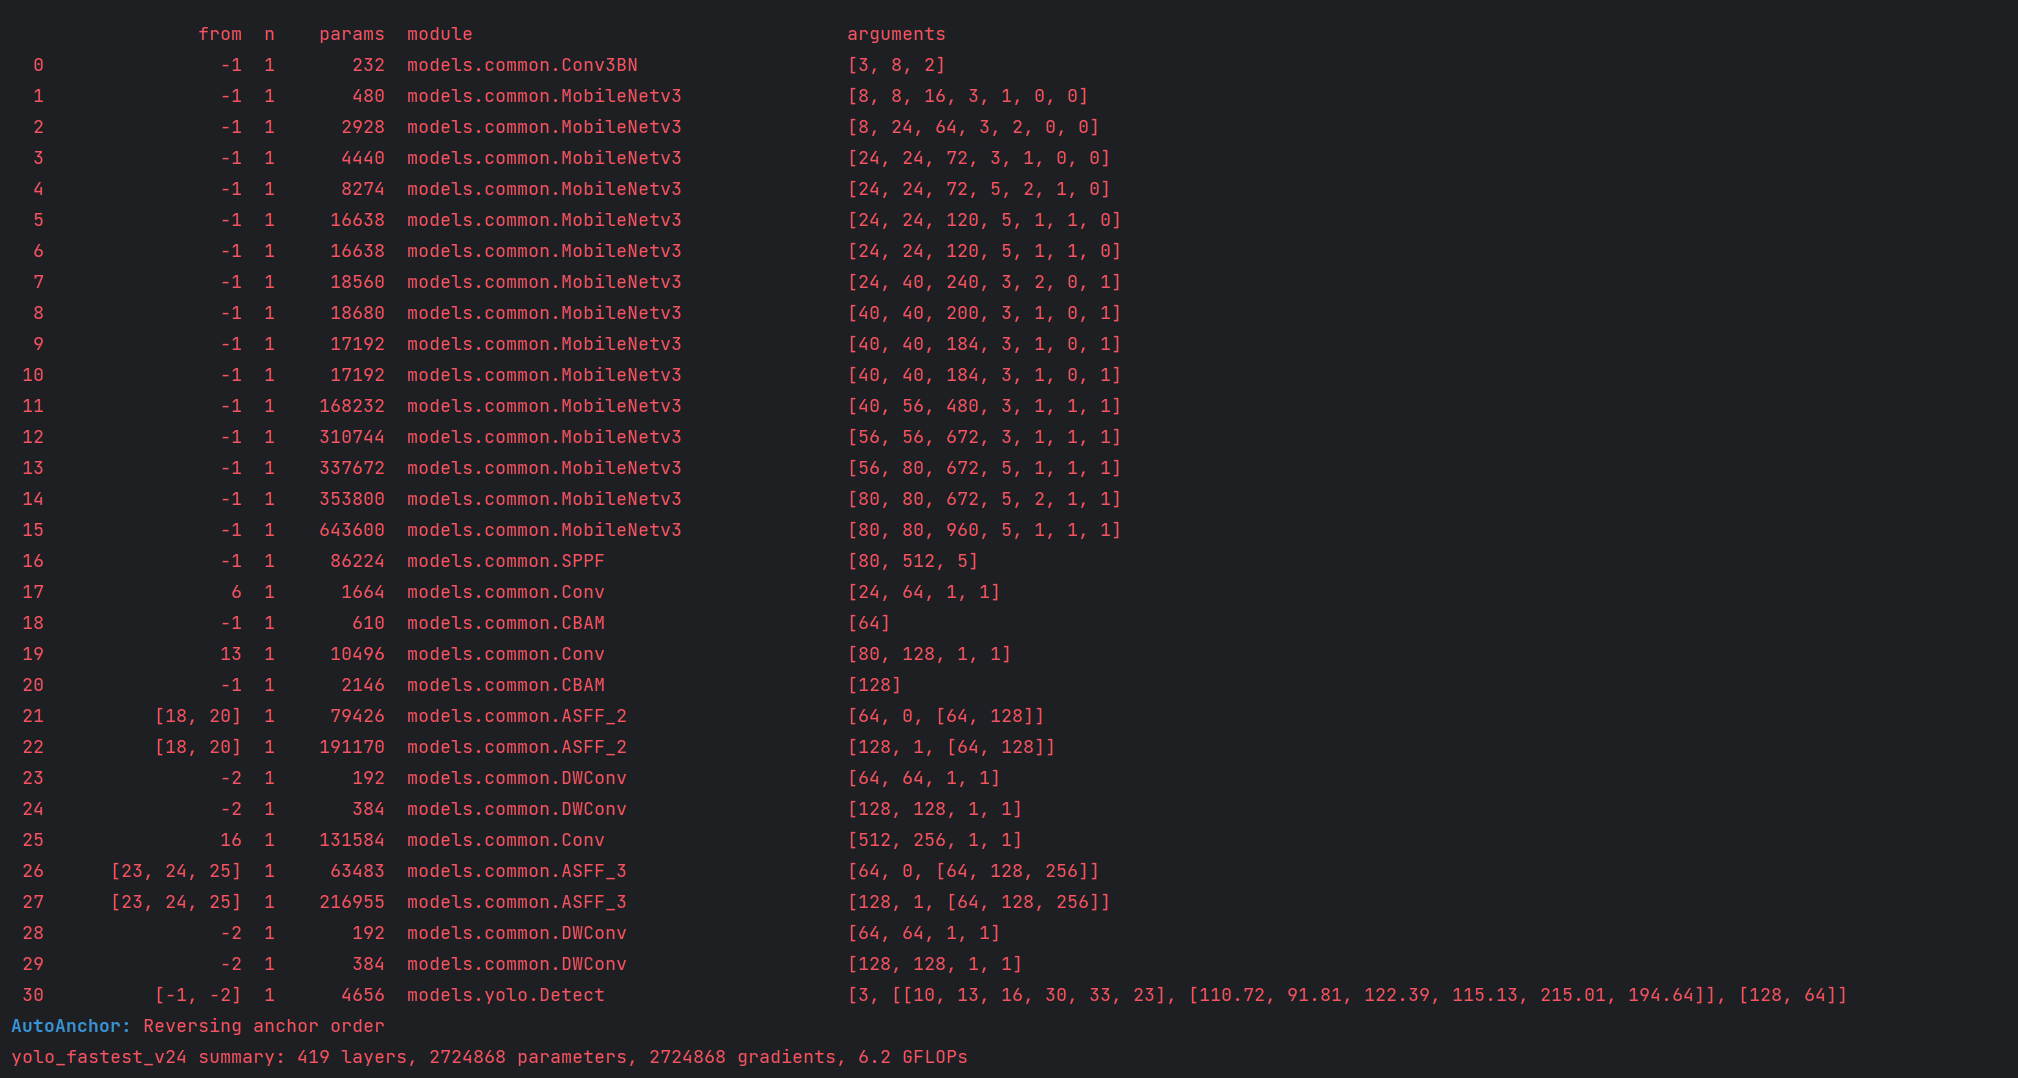 from n params module arguments
0 -1 1 232 models.common.Conv3BN [3, 8, 2]
1 -1 1 480 models.common.MobileNetv3 [8, 8, 16, 3, 1, 0, 0]
2 -1 1 2928 models.common.MobileNetv3 [8, 24, 64, 3, 2, 0, 0]
3 -1 1 4440 models.common.MobileNetv3 [24, 24, 72, 3, 1, 0, 0]
4 -1 1 8274 models.common.MobileNetv3 [24, 24, 72, 5, 2, 1, 0]
5 -1 1 16638 models.common.MobileNetv3 [24, 24, 120, 5, 1, 1, 0]
6 -1 1 16638 models.common.MobileNetv3 [24, 24, 120, 5, 1, 1, 0]
7 -1 1 18560 models.common.MobileNetv3 [24, 40, 240, 3, 2, 0, 1]
8 -1 1 18680 models.common.MobileNetv3 [40, 40, 200, 3, 1, 0, 1]
9 -1 1 17192 models.common.MobileNetv3 [40, 40, 184, 3, 1, 0, 1]
10 -1 1 17192 models.common.MobileNetv3 [40, 40, 184, 3, 1, 0, 1]
11 -1 1 168232 models.common.MobileNetv3 [40, 56, 480, 3, 1, 1, 1]
12 -1 1 310744 models.common.MobileNetv3 [56, 56, 672, 3, 1, 1, 1]
13 -1 1 337672 models.common.MobileNetv3 [56, 80, 672, 5, 1, 1, 1]
14 -1 1 353800 models.common.MobileNetv3 [80, 80, 672, 5, 2, 1, 1]
15 -1 1 643600 models.common.MobileNetv3 [80, 80, 960, 5, 1, 1, 1]
16 -1 1 86224 models.common.SPPF [80, 512, 5]
17 6 1 1664 models.common.Conv [24, 64, 1, 1]
18 -1 1 610 models.common.CBAM [64]
19 13 1 10496 models.common.Conv [80, 128, 1, 1]
20 -1 1 2146 models.common.CBAM [128]
21 [18, 20] 1 79426 models.common.ASFF_2 [64, 0, [64, 128]]
22 [18, 20] 1 191170 models.common.ASFF_2 [128, 1, [64, 128]]
23 -2 1 192 models.common.DWConv [64, 64, 1, 1]
24 -2 1 384 models.common.DWConv [128, 128, 1, 1]
25 16 1 131584 models.common.Conv [512, 256, 1, 1]
26 [23, 24, 25] 1 63483 models.common.ASFF_3 [64, 0, [64, 128, 256]]
27 [23, 24, 25] 1 216955 models.common.ASFF_3 [128, 1, [64, 128, 256]]
28 -2 1 192 models.common.DWConv [64, 64, 1, 1]
29 -2 1 384 models.common.DWConv [128, 128, 1, 1]
30 [-1, -2] 1 4656 models.yolo.Detect [3, [[10, 13, 16, 30, 33, 23], [110.72, 91.81, 122.39, 115.13, 215.01, 194.64]], [128, 64]]
AutoAnchor: Reversing anchor order
yolo_fastest_v24 summary: 419 layers, 2724868 parameters, 2724868 gradients, 6.2 GFLOPs